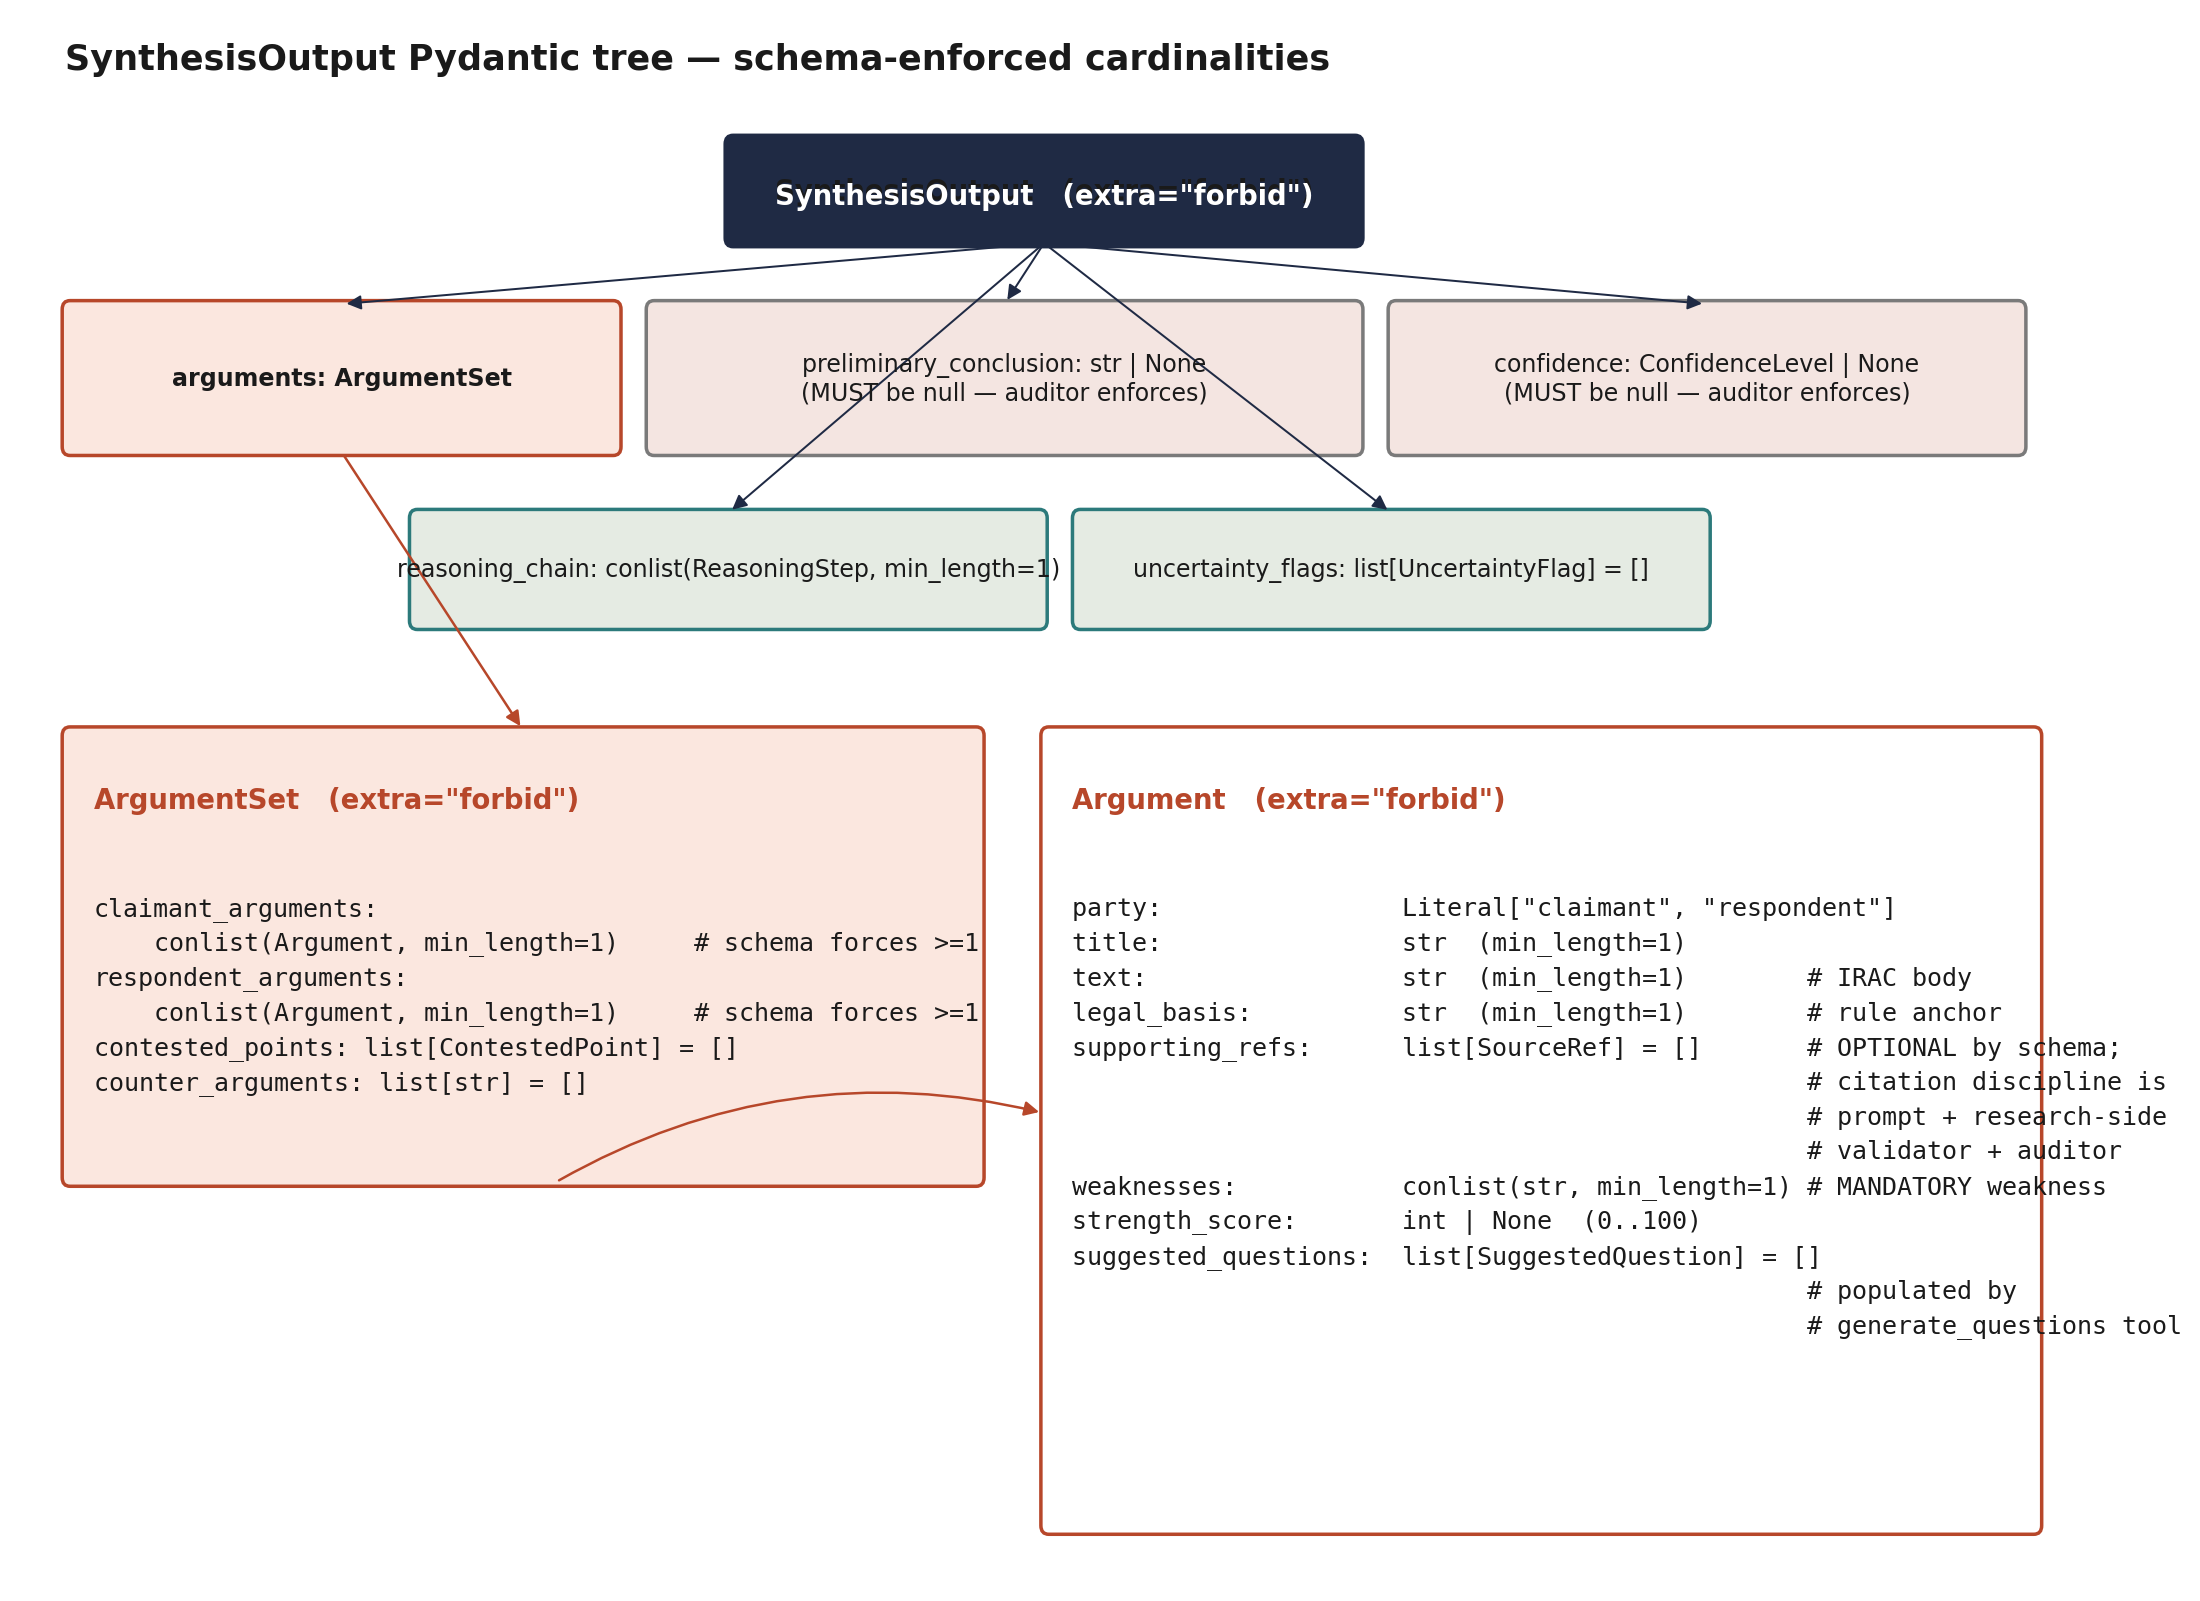 SynthesisOutput Pydantic tree — schema-enforced cardinalities
SynthesisOutput   (extra="forbid")
arguments: ArgumentSet
preliminary_conclusion: str | None
(MUST be null — auditor enforces)
confidence: ConfidenceLevel | None
(MUST be null — auditor enforces)
reasoning_chain: conlist(ReasoningStep, min_length=1)
uncertainty_flags: list[UncertaintyFlag] = []
ArgumentSet   (extra="forbid")
claimant_arguments:
    conlist(Argument, min_length=1)     # schema forces >=1
respondent_arguments:
    conlist(Argument, min_length=1)     # schema forces >=1
contested_points: list[ContestedPoint] = []
counter_arguments: list[str] = []
Argument   (extra="forbid")
party:                Literal["claimant", "respondent"]
title:                str  (min_length=1)
text:                 str  (min_length=1)        # IRAC body
legal_basis:          str  (min_length=1)        # rule anchor
supporting_refs:      list[SourceRef] = []       # OPTIONAL by schema;
                                                 # citation discipline is
                                                 # prompt + research-side
                                                 # validator + auditor
weaknesses:           conlist(str, min_length=1) # MANDATORY weakness
strength_score:       int | None  (0..100)
suggested_questions:  list[SuggestedQuestion] = []
                                                 # populated by
                                                 # generate_questions tool